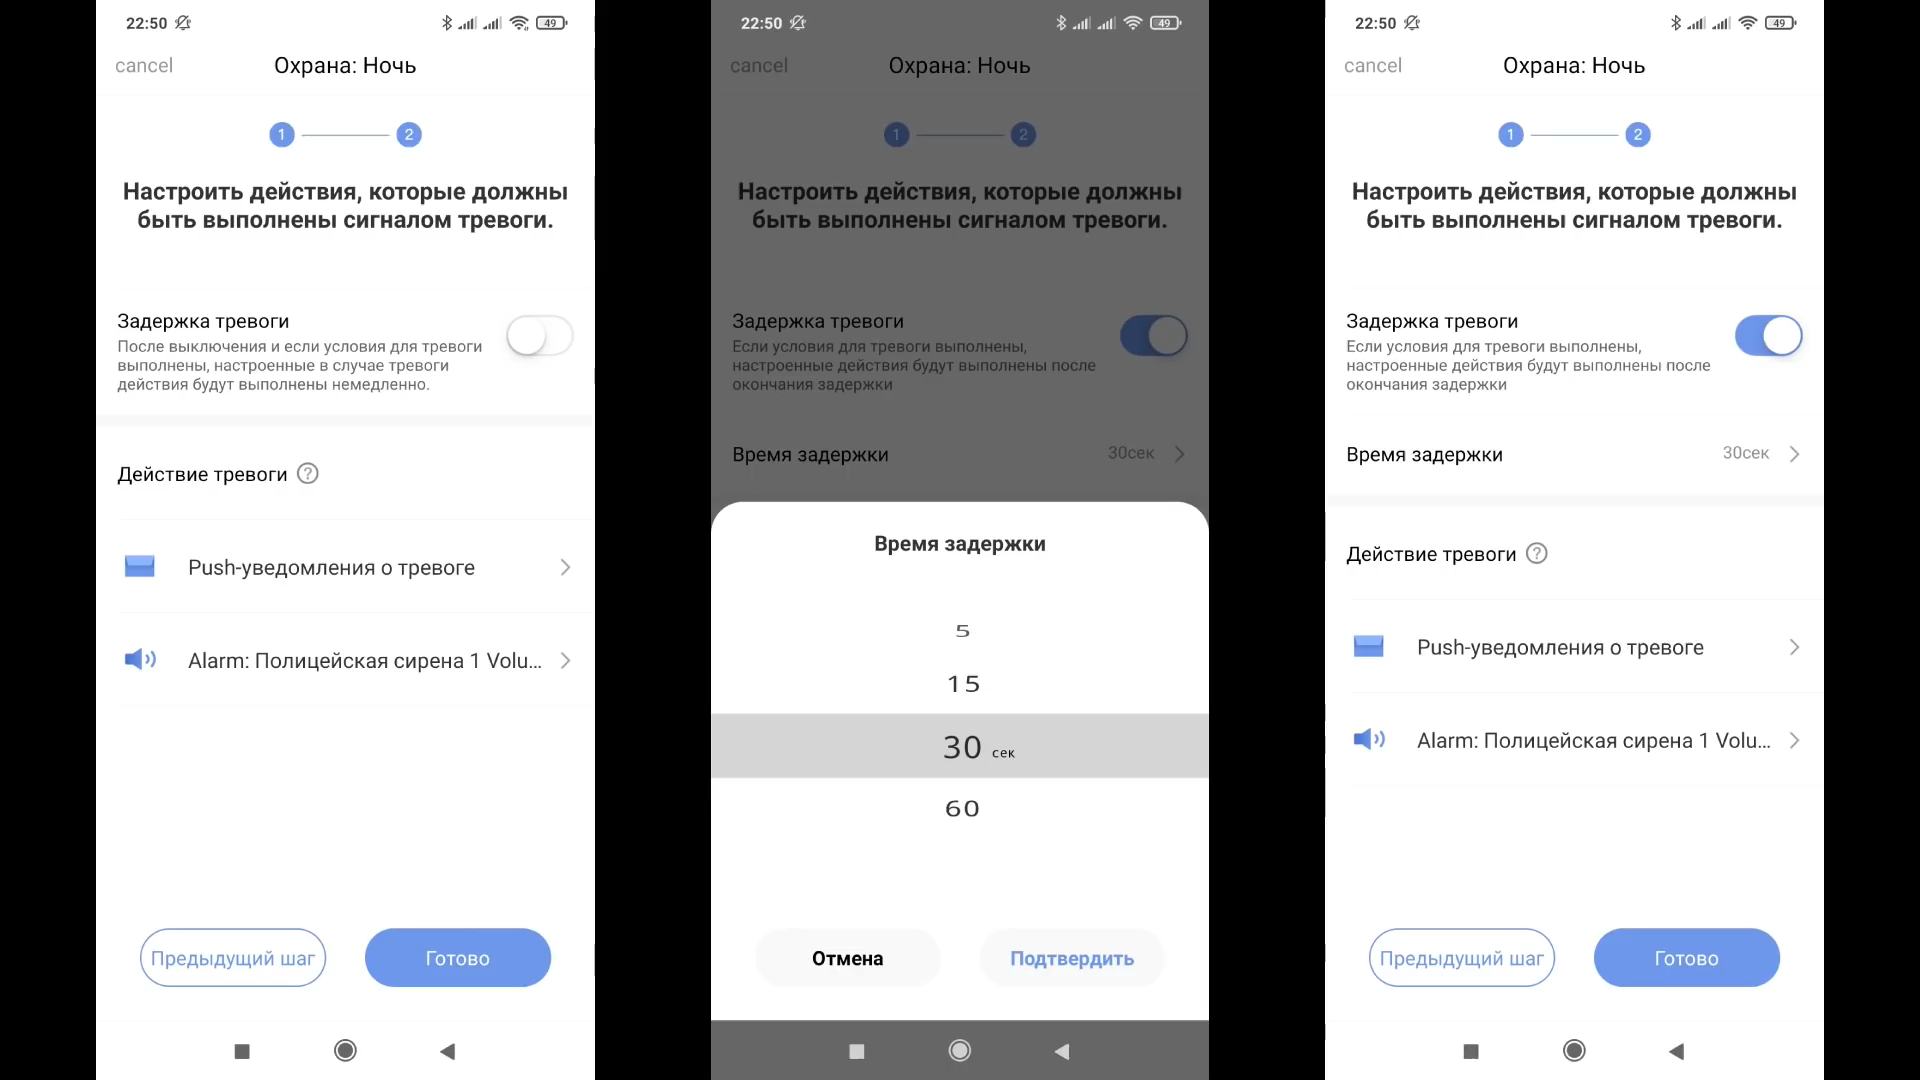 22:50
49
cancel
Охрана: Ночь
1
2
Настроить действия, которые должны
быть выполнены сигналом тревоги.
Задержка тревоги
После выключения и если условия для тревоги
выполнены, настроенные в случае тревоги
действия будут выполнены немедленно.
Действие тревоги ?
Push-уведомления о тревоге
Alarm: Полицейская сирена 1 Volu...
Предыдущий шаг
Готово
22:50
49
cancel
Охрана: Ночь
1
2
Настроить действия, которые должны
быть выполнены сигналом тревоги.
Задержка тревоги
Если условия для тревоги выполнены,
настроенные действия будут выполнены после
окончания задержки
Время задержки
30сек
Время задержки
5
15
30 сек
60
Отмена
Подтвердить
22:50
49
cancel
Охрана: Ночь
1
2
Настроить действия, которые должны
быть выполнены сигналом тревоги.
Задержка тревоги
Если условия для тревоги выполнены,
настроенные действия будут выполнены после
окончания задержки
Время задержки
30сек
Действие тревоги ?
Push-уведомления о тревоге
Alarm: Полицейская сирена 1 Volu...
Предыдущий шаг
Готово